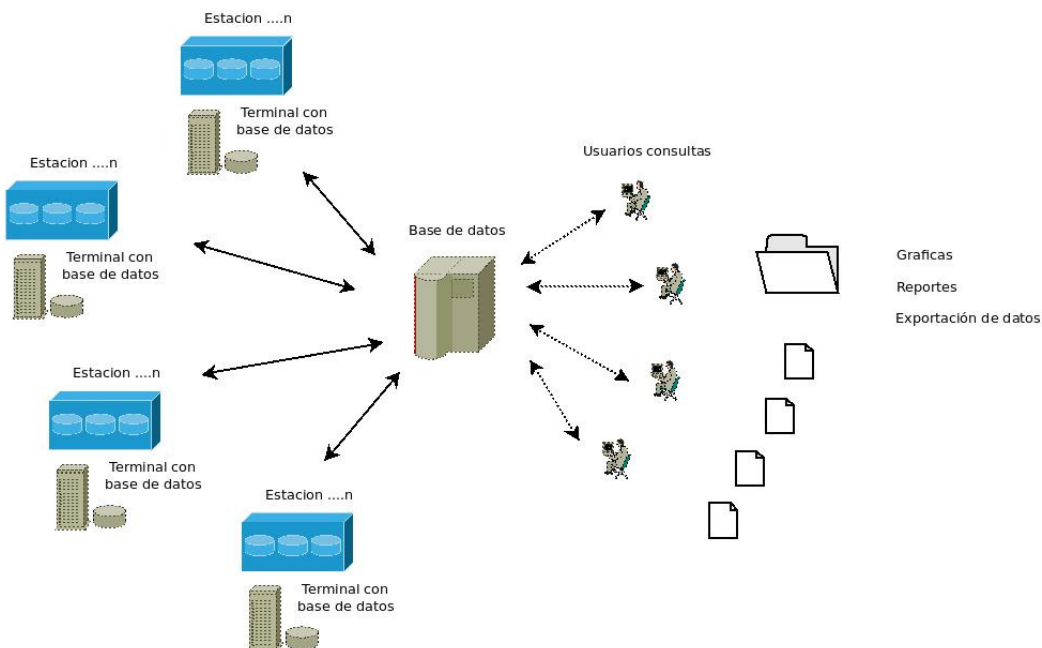 Estacion ....n
Terminal con
base de datos
Estacion ....n
Terminal con
base de datos
Estacion ....n
Terminal con
base de datos
Estacion ....n
Terminal con
base de datos
Base de datos
Usuarios consultas
Graficas
Reportes
Exportación de datos